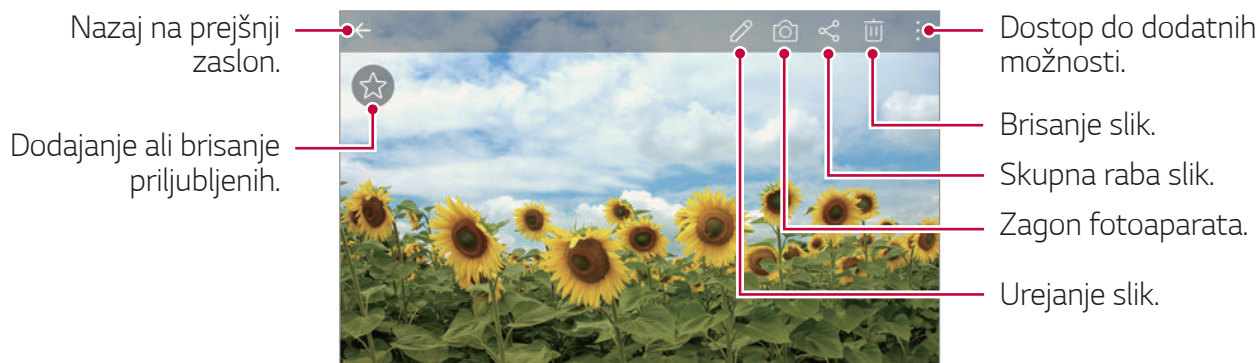 Nazaj na prejšnji
zaslon.
Dodajanje ali brisanje
priljubljenih.
Dostop do dodatnih
možnosti.
Brisanje slik.
Skupna raba slik.
Zagon fotoaparata.
Urejanje slik.